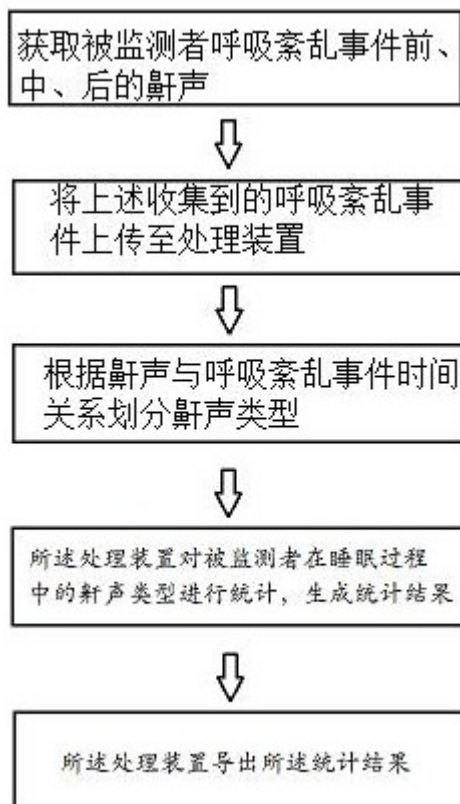 获取被监测者呼吸紊乱事件前、
中、后的鼾声
将上述收集到的呼吸紊乱事
件上传至处理装置
根据鼾声与呼吸紊乱事件时间
关系划分鼾声类型
所述处理装置对被监测者在睡眠过程
中的鼾声类型进行统计，生成统计结果
所述处理装置导出所述统计结果